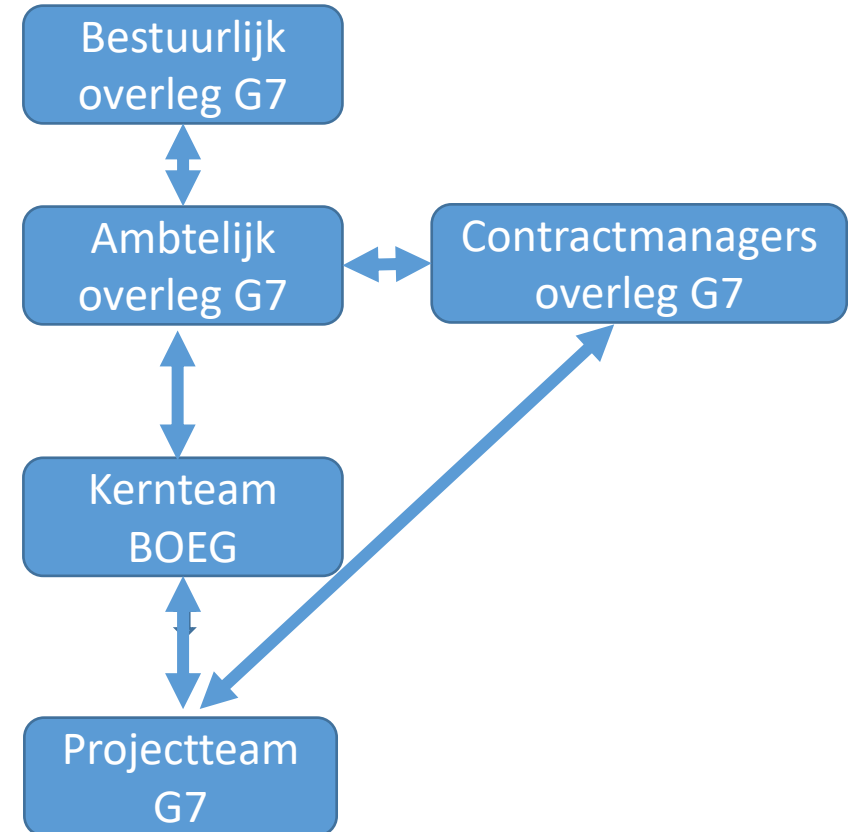 Bestuurlijk
overleg G7
Ambtelijk
overleg G7
Contractmanagers
overleg G7
Kernteam
BOEG
Projectteam
G7